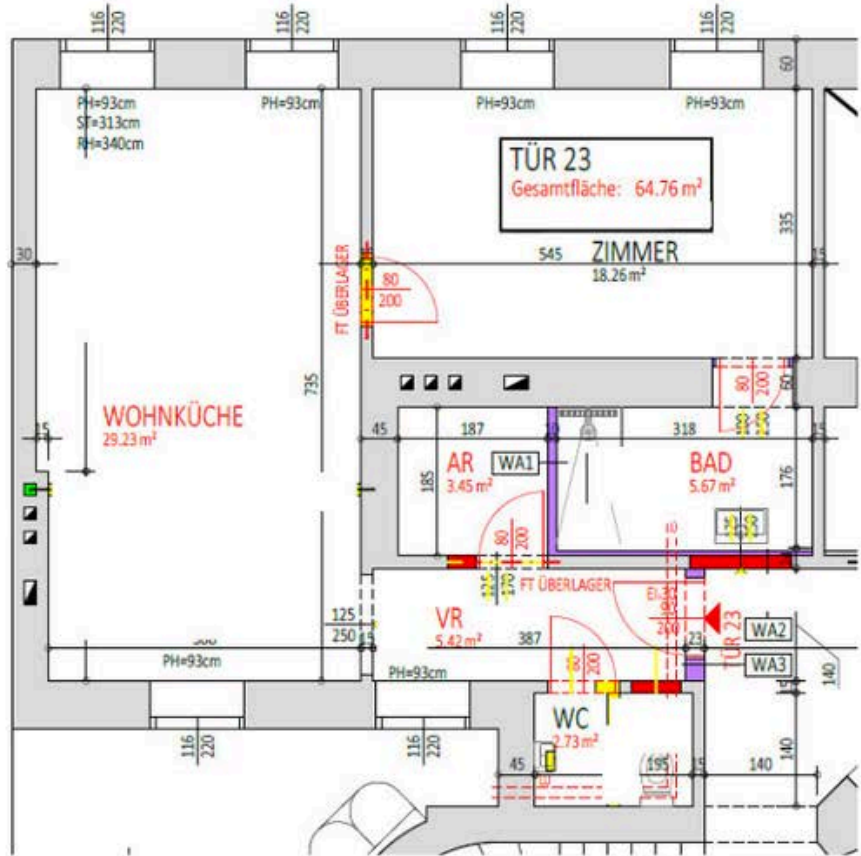 116
220
116
220
116
220
116
220
60
PH=93cm
ST=313cm
RH=340cm
PH=93cm
PH=93cm
PH=93cm
TÜR 23
Gesamtfläche: 64.76 m²
335
30
545
ZIMMER
18.26 m²
15
FT ÜBERLAGER
80
200
735
80
200
60
WOHNKÜCHE
29.23 m²
15
45
187
10
318
15
AR
3.45 m²
WA1
BAD
5.67 m²
185
176
80
200
125
170
FT ÜBERLAGER
VR
5.42 m²
125
250
15
387
23
TÜR 23
WA2
WA3
140
PH=93cm
PH=93cm
80
200
15
WC
2.73 m²
116
220
116
220
45
195
15
140
140